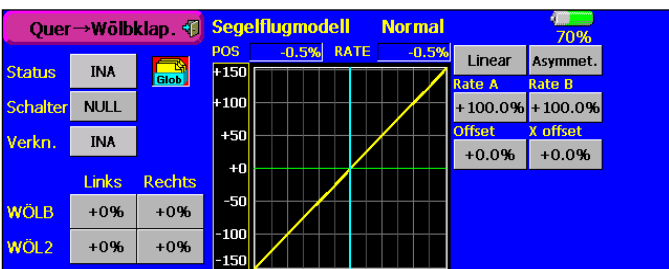 Quer→Wölbklap. Segelflugmodell Normal 70%
POS -0.5% RATE -0.5%
Status INA Glob
Schalter NULL
Verkn. INA
Links Rechts
WÖLB +0% +0%
WÖL2 +0% +0%
+150
+100
+50
+0
-50
-100
-150
Linear Asymmet.
Rate A Rate B
+100.0% +100.0%
Offset X offset
+0.0% +0.0%